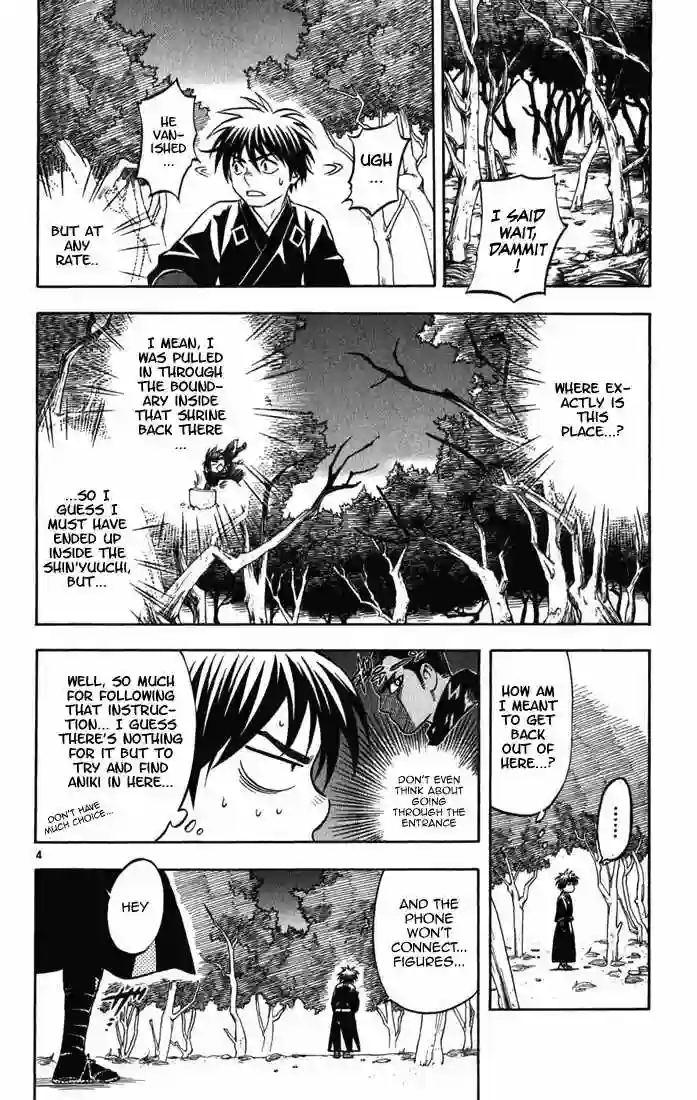 I SAID
WAIT,
DAMMIT
!
UGH
...
HE
VAN-
ISHED
...
BUT AT
ANY
RATE..
WHERE EX-
ACTLY IS
THIS
PLACE...?
I MEAN, I
WAS PULLED
IN THROUGH
THE BOUND-
ARY INSIDE
THAT SHRINE
BACK THERE
...
...SO I
GUESS I
MUST HAVE
ENDED UP
INSIDE THE
SHIN'YUUCHI,
BUT...
HOW AM
I MEANT
TO GET
BACK
OUT OF
HERE...?
........
DON'T EVEN
THINK ABOUT
GOING
THROUGH THE
ENTRANCE
WELL, SO MUCH
FOR FOLLOWING
THAT INSTRUC-
TION... I GUESS
THERE'S NOTHING
FOR IT BUT TO
TRY AND FIND
ANIKI IN HERE...
DON'T HAVE
MUCH CHOICE...
4
AND THE
PHONE
WON'T
CONNECT...
FIGURES...
HEY